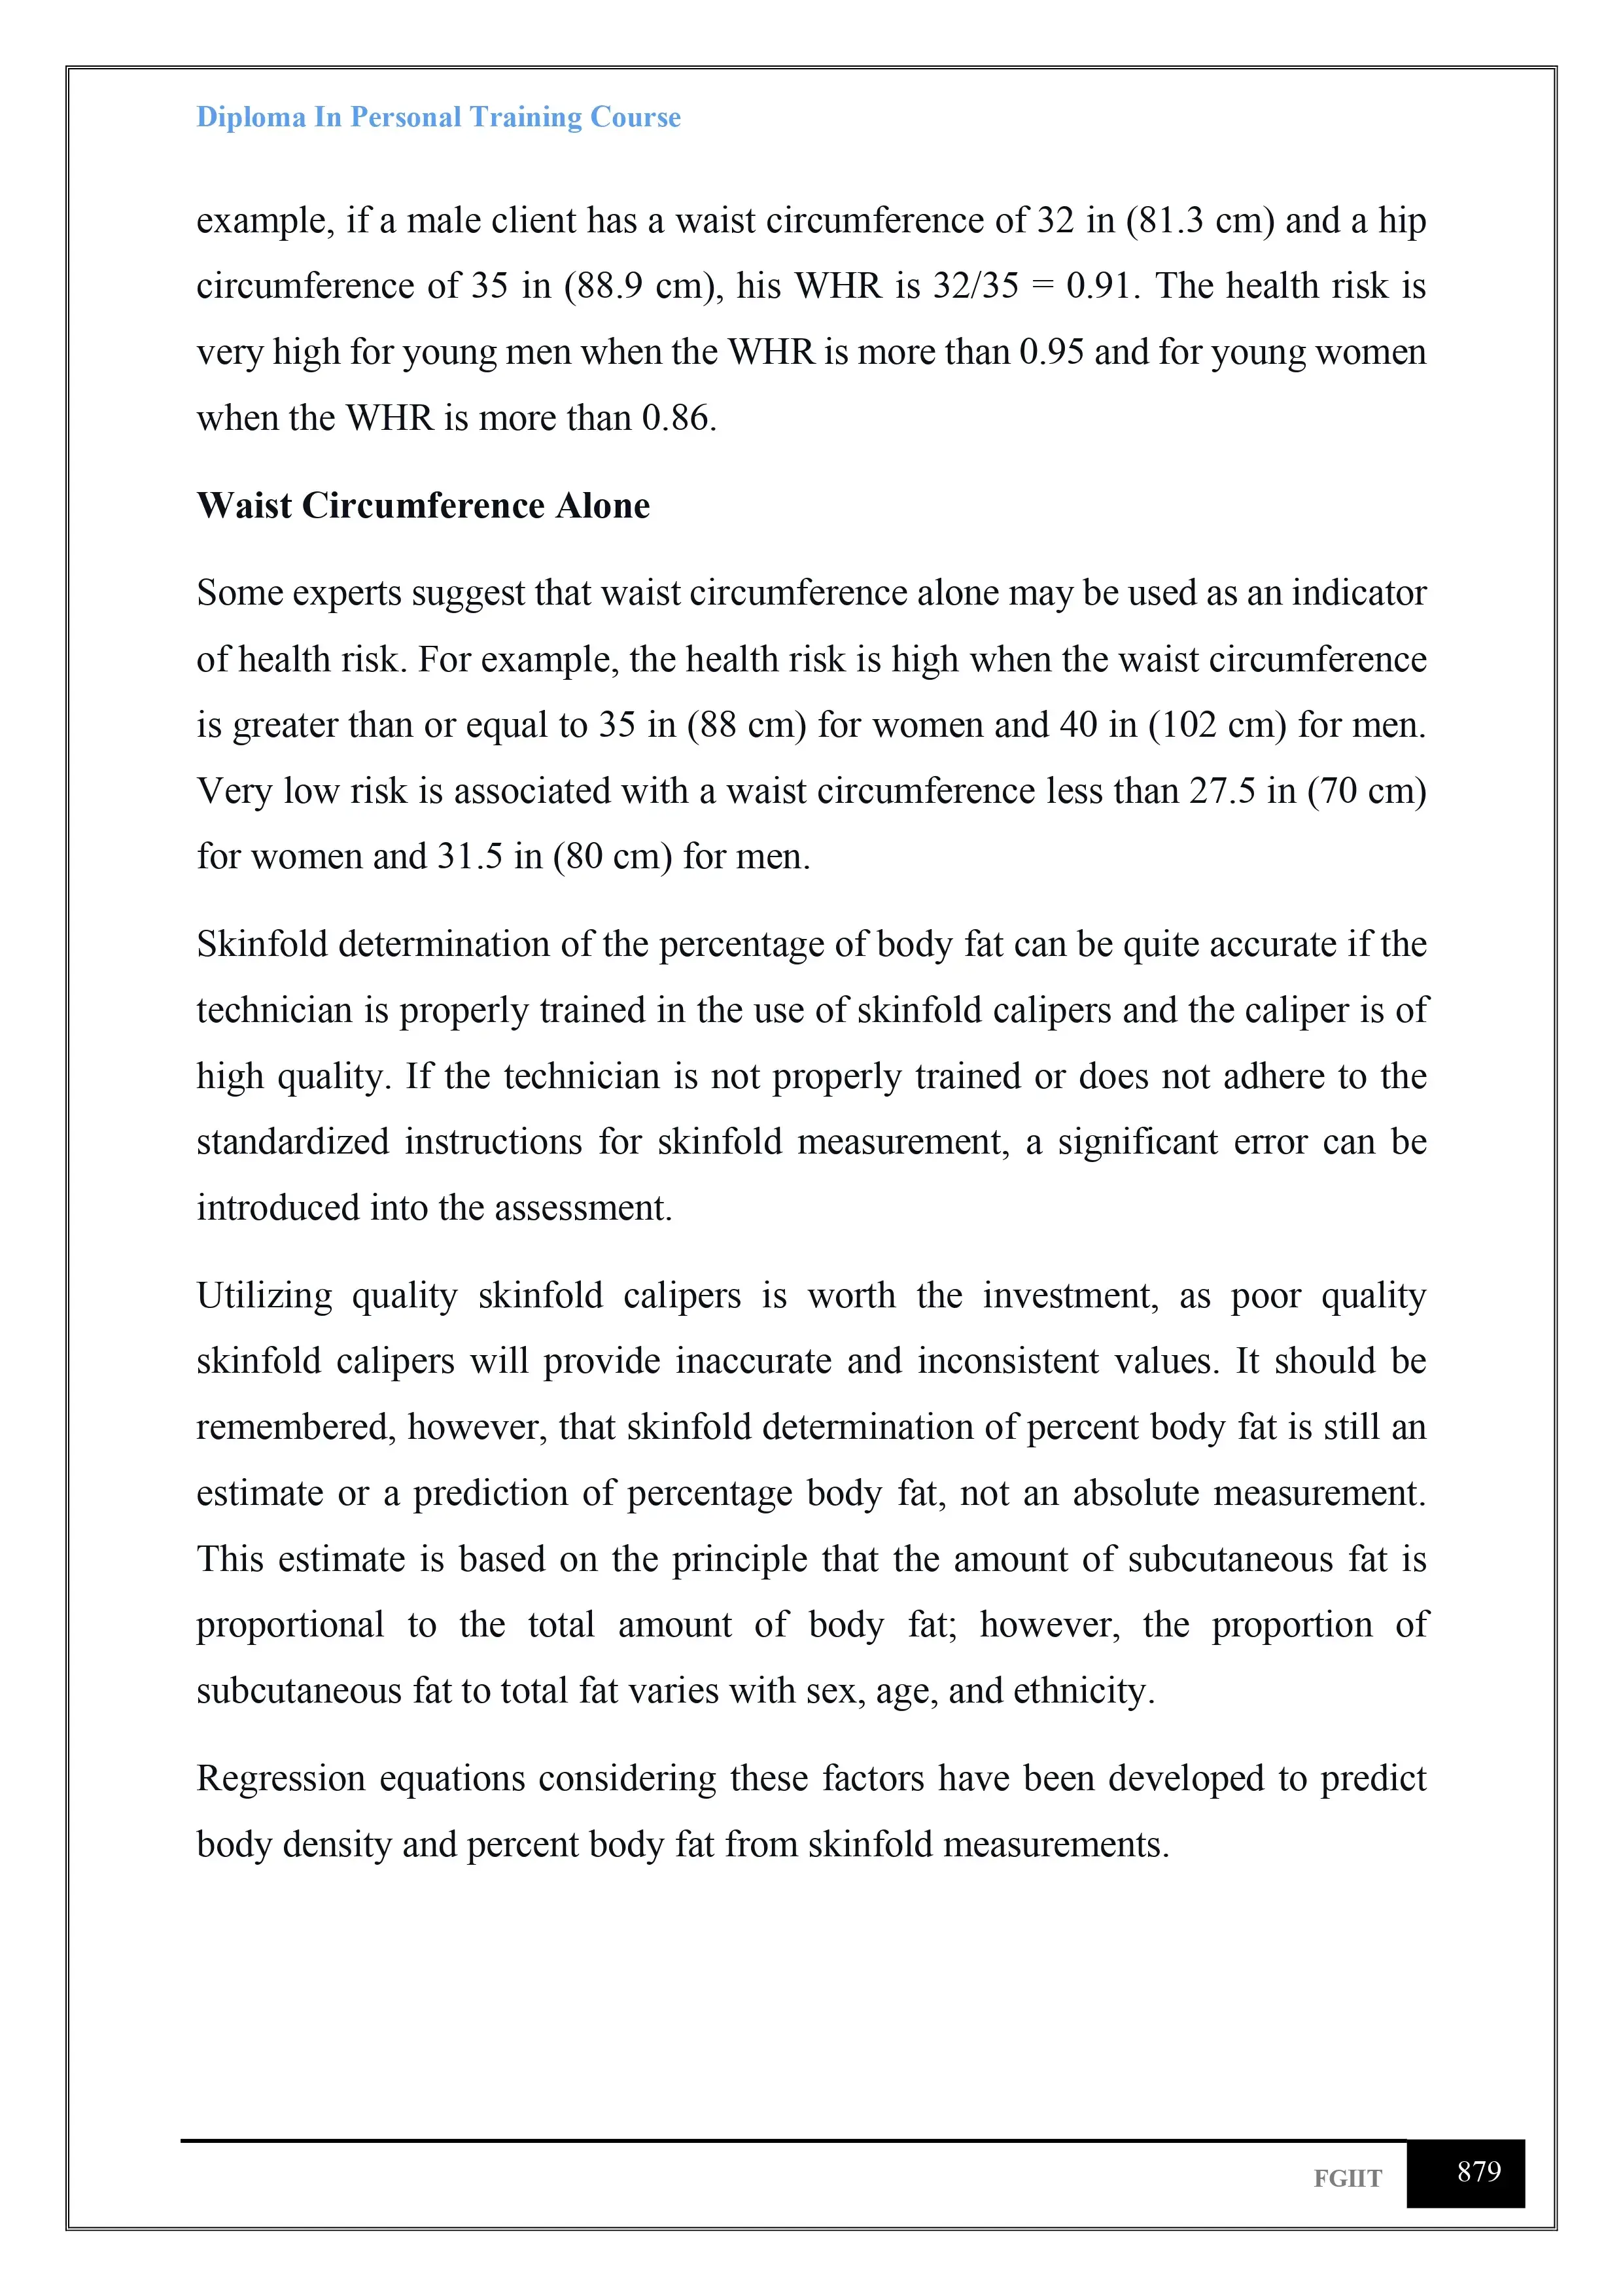 Diploma In Personal Training Course
example, if a male client has a waist circumference of 32 in (81.3 cm) and a hip
circumference of 35 in (88.9 cm), his WHR is 32/35 = 0.91. The health risk is
very high for young men when the WHR is more than 0.95 and for young women
when the WHR is more than 0.86.
Waist Circumference Alone
Some experts suggest that waist circumference alone may be used as an indicator
of health risk. For example, the health risk is high when the waist circumference
is greater than or equal to 35 in (88 cm) for women and 40 in (102 cm) for men.
Very low risk is associated with a waist circumference less than 27.5 in (70 cm)
for women and 31.5 in (80 cm) for men.
Skinfold determination of the percentage of body fat can be quite accurate if the
technician is properly trained in the use of skinfold calipers and the caliper is of
high quality. If the technician is not properly trained or does not adhere to the
standardized instructions for skinfold measurement, a significant error can be
introduced into the assessment.
Utilizing quality skinfold calipers is worth the investment, as poor quality
skinfold calipers will provide inaccurate and inconsistent values. It should be
remembered, however, that skinfold determination of percent body fat is still an
estimate or a prediction of percentage body fat, not an absolute measurement.
This estimate is based on the principle that the amount of subcutaneous fat is
proportional to the total amount of body fat; however, the proportion of
subcutaneous fat to total fat varies with sex, age, and ethnicity.
Regression equations considering these factors have been developed to predict
body density and percent body fat from skinfold measurements.
FGIIT 879